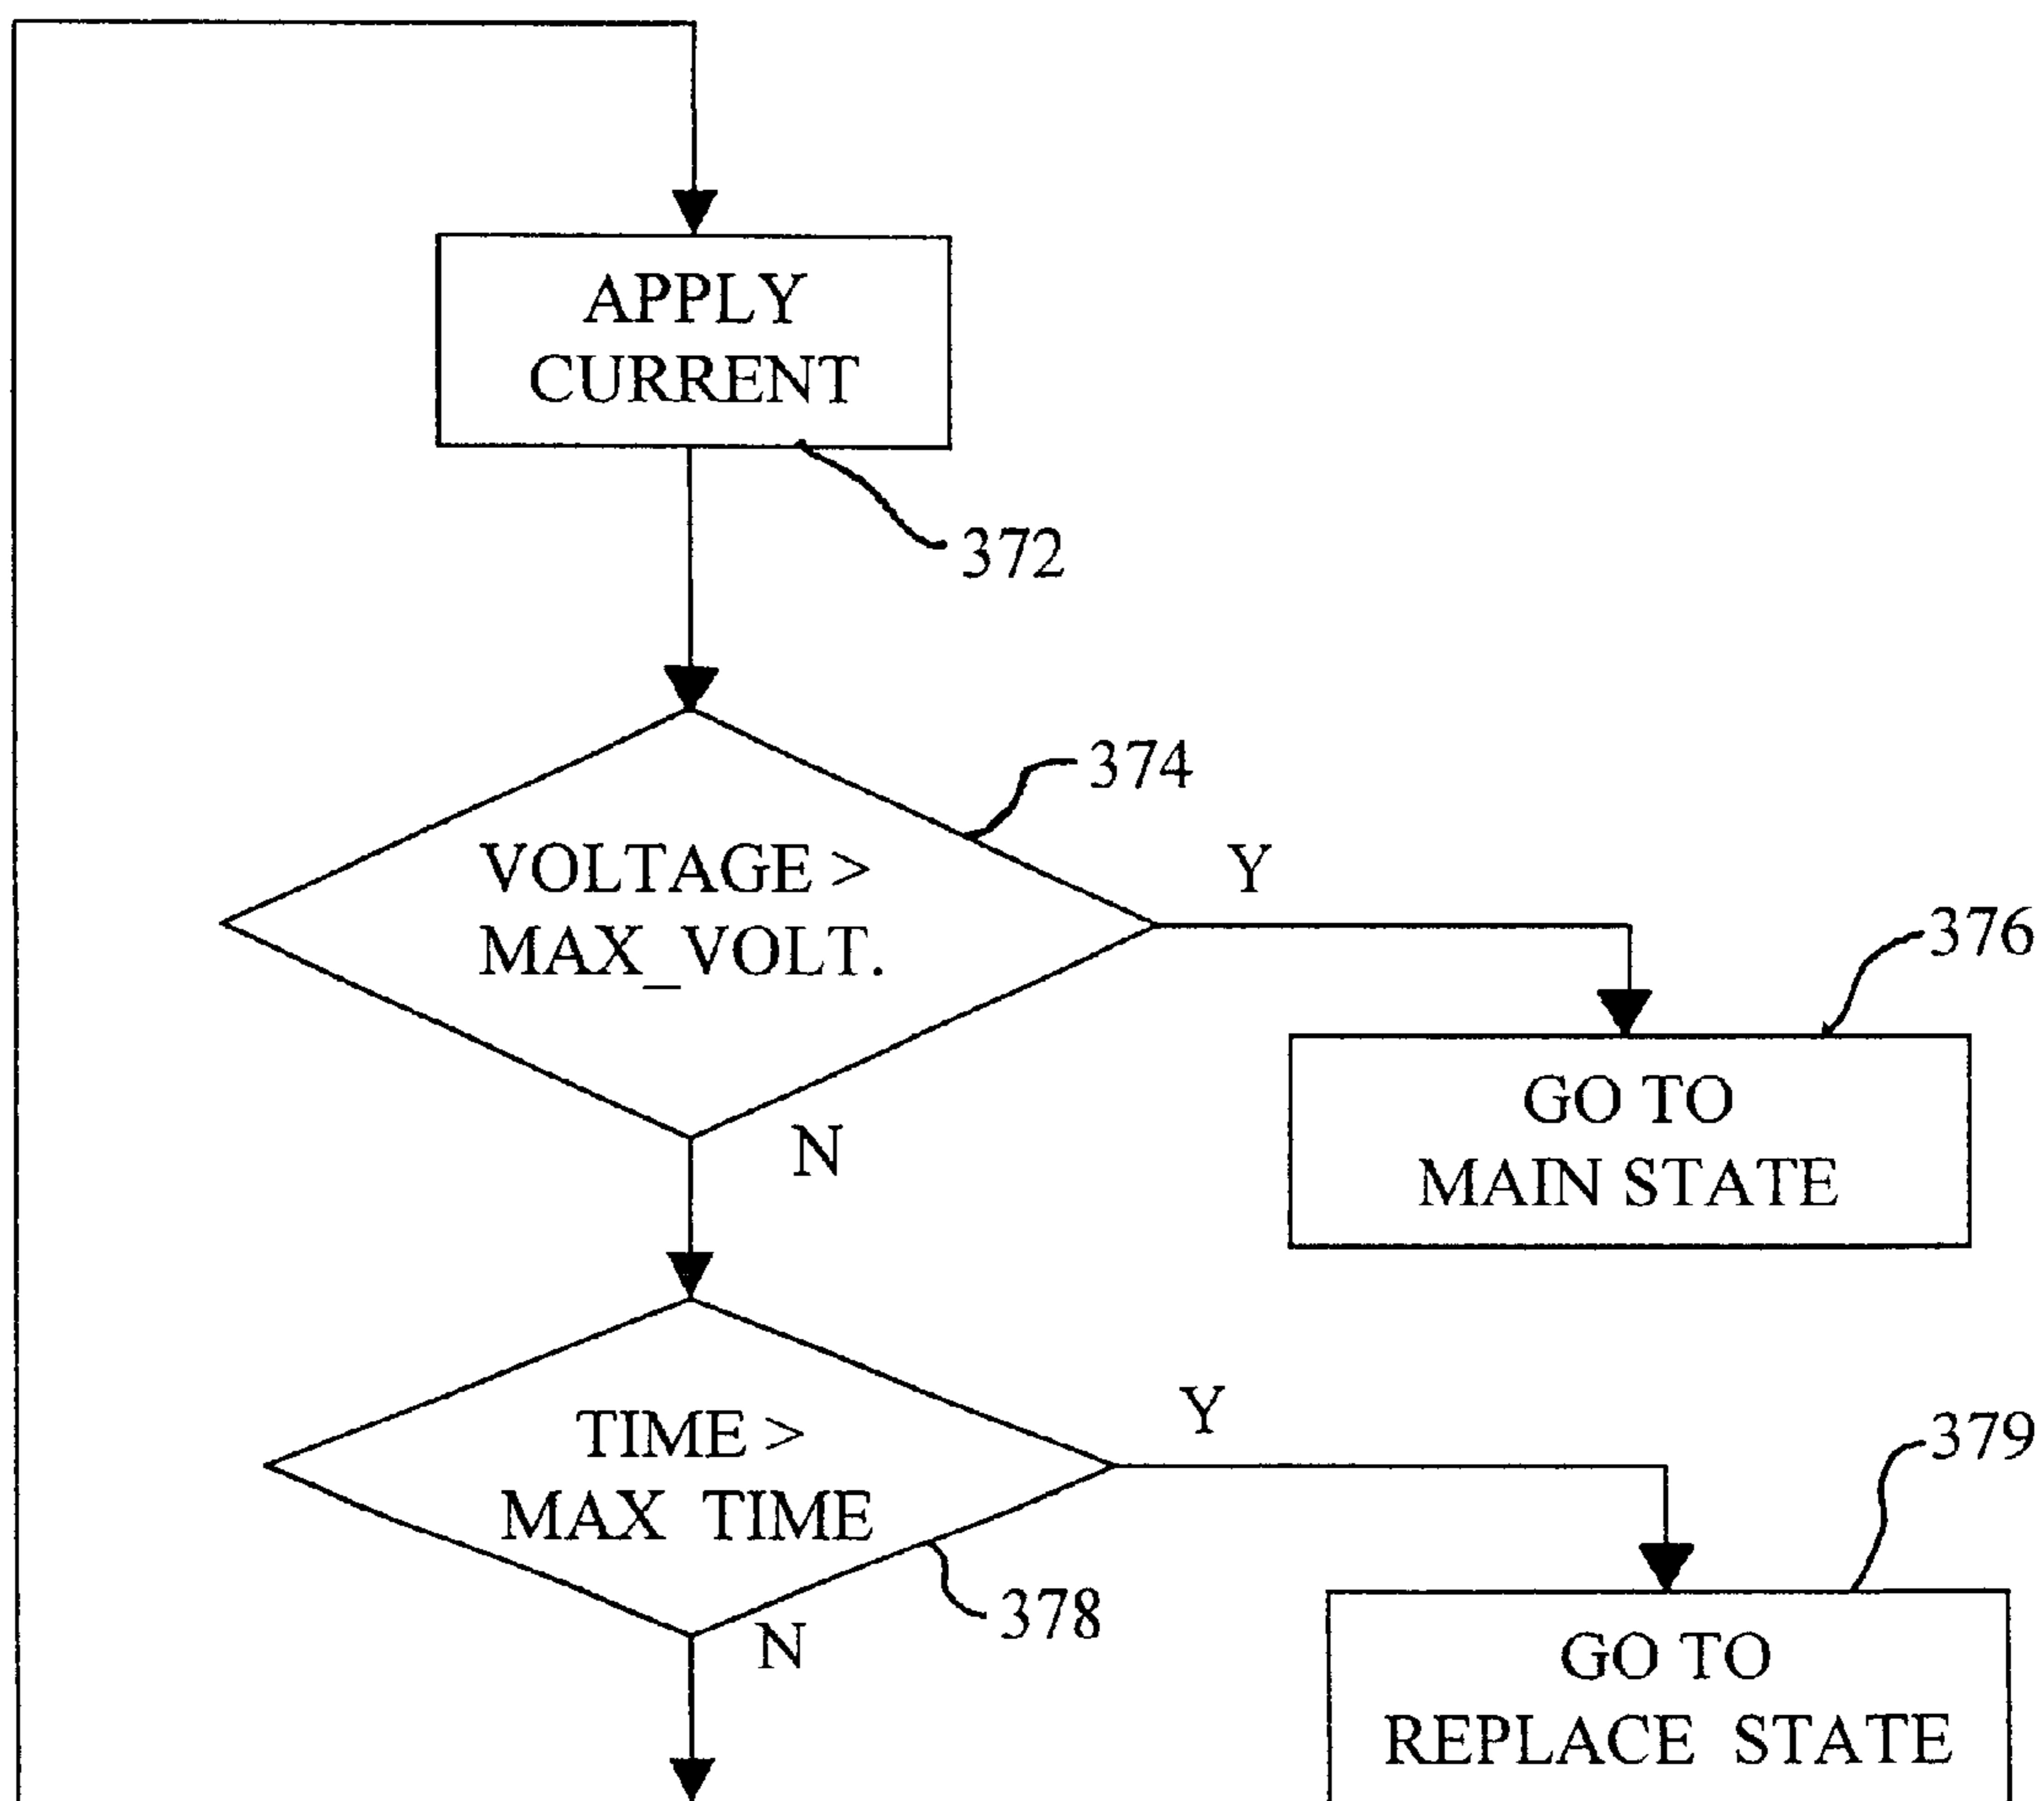 APPLY
CURRENT
372
374
VOLTAGE >
MAX_VOLT.
Y
376
GO TO
MAIN STATE
N
TIME >
MAX TIME
Y
379
378
N
GO TO
REPLACE STATE